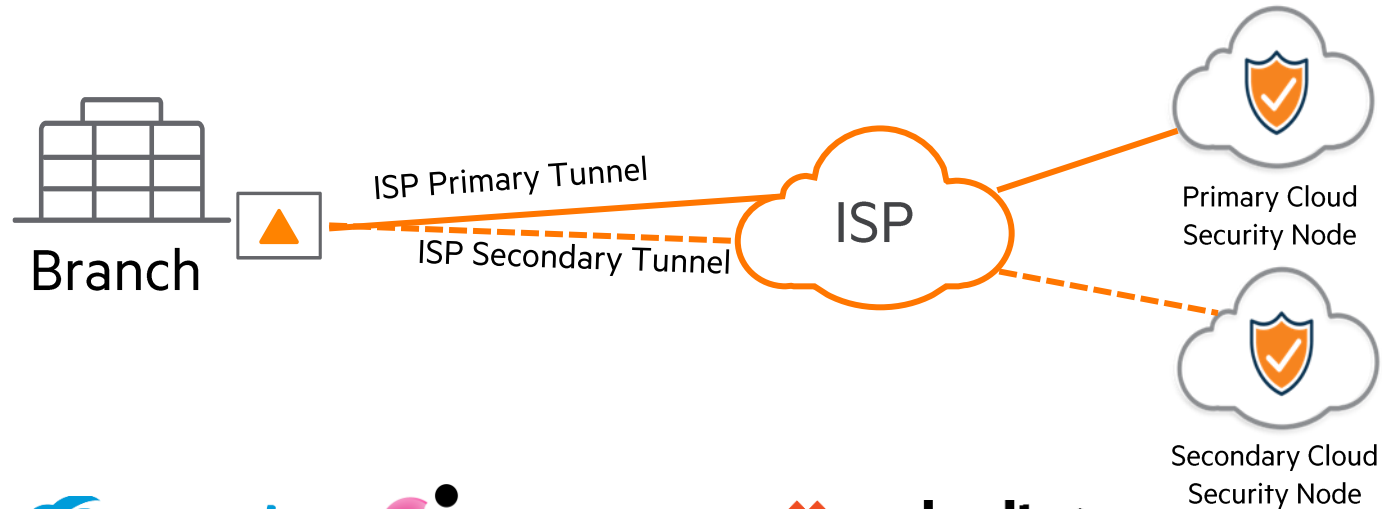 ISP Primary Tunnel
ISP
ISP Secondary Tunnel
Branch
Primary Cloud
Security Node
Secondary Cloud
Security Node